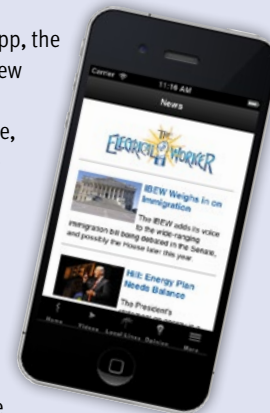 pp, the
ew
e,
Carrier
11:16 AM
News
THE
ELECTRICAL WORKER
IBEW Weighs in on
Immigration
The IBEW adds its voice
to the wide-ranging
immigration bill being debated in the Senate,
and possibly the House later this year.
Hill: Energy Plan
Needs Balance
The President's
Home
Videos
Local Lines
Opinion
More